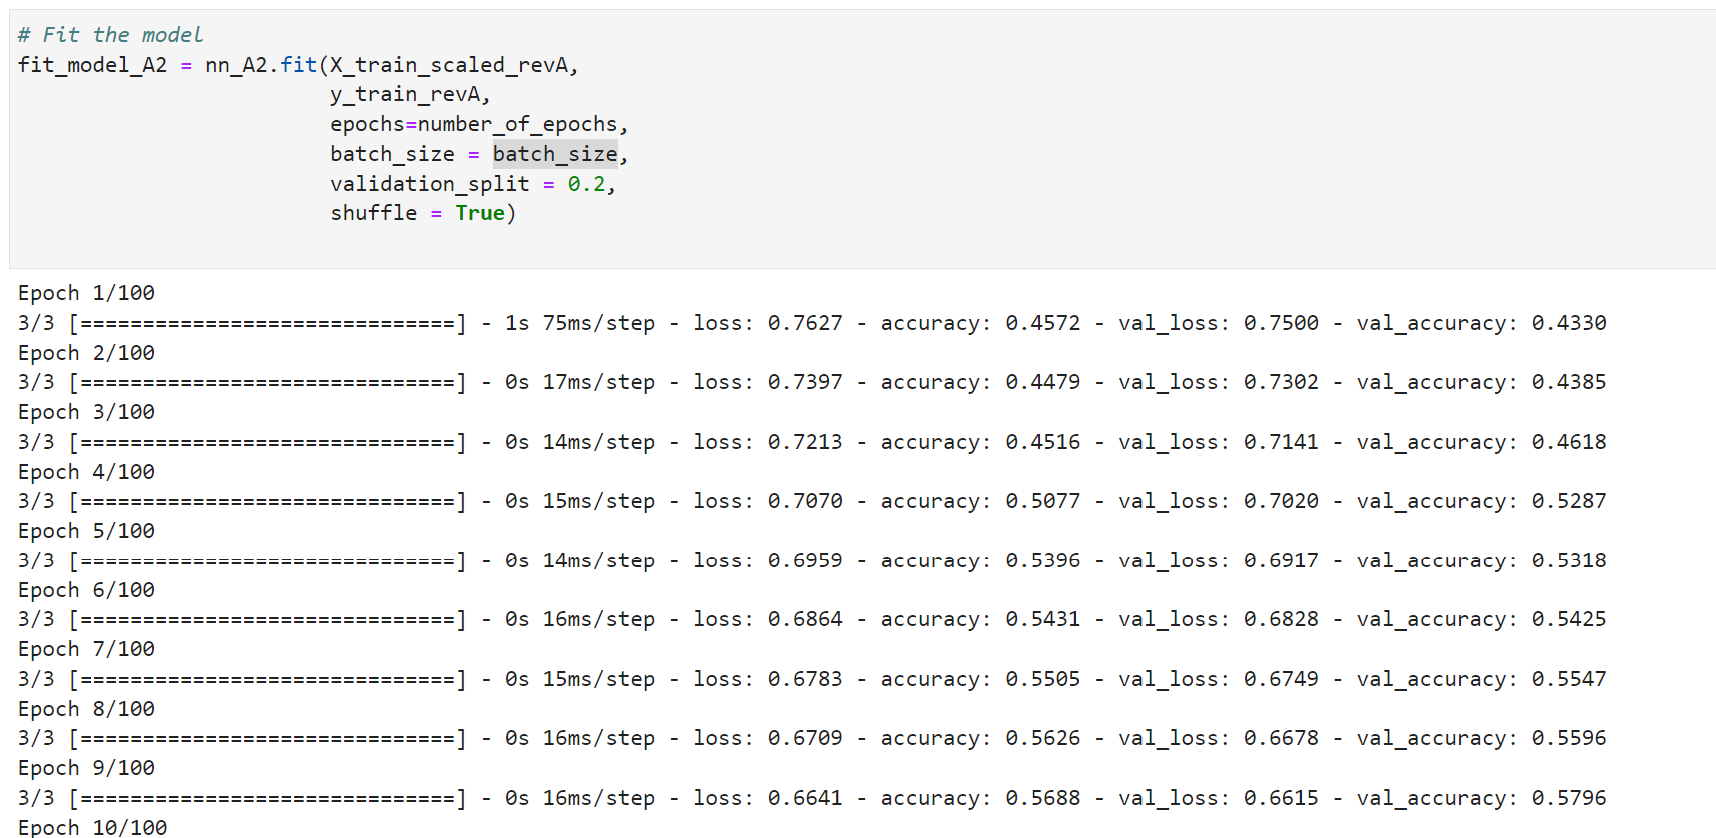 # Fit the model
fit_model_A2 = nn_A2.fit(X_train_scaled_revA,
y_train_revA,
epochs=number_of_epochs,
batch_size = batch_size,
validation_split = 0.2,
shuffle = True)
Epoch 1/100
3/3 [==============================] - 1s 75ms/step - loss: 0.7627 - accuracy: 0.4572 - val_loss: 0.7500 - val_accuracy: 0.4330
Epoch 2/100
3/3 [==============================] - 0s 17ms/step - loss: 0.7397 - accuracy: 0.4479 - val_loss: 0.7302 - val_accuracy: 0.4385
Epoch 3/100
3/3 [==============================] - 0s 14ms/step - loss: 0.7213 - accuracy: 0.4516 - val_loss: 0.7141 - val_accuracy: 0.4618
Epoch 4/100
3/3 [==============================] - 0s 15ms/step - loss: 0.7070 - accuracy: 0.5077 - val_loss: 0.7020 - val_accuracy: 0.5287
Epoch 5/100
3/3 [==============================] - 0s 14ms/step - loss: 0.6959 - accuracy: 0.5396 - val_loss: 0.6917 - val_accuracy: 0.5318
Epoch 6/100
3/3 [==============================] - 0s 16ms/step - loss: 0.6864 - accuracy: 0.5431 - val_loss: 0.6828 - val_accuracy: 0.5425
Epoch 7/100
3/3 [==============================] - 0s 15ms/step - loss: 0.6783 - accuracy: 0.5505 - val_loss: 0.6749 - val_accuracy: 0.5547
Epoch 8/100
3/3 [==============================] - 0s 16ms/step - loss: 0.6709 - accuracy: 0.5626 - val_loss: 0.6678 - val_accuracy: 0.5596
Epoch 9/100
3/3 [==============================] - 0s 16ms/step - loss: 0.6641 - accuracy: 0.5688 - val_loss: 0.6615 - val_accuracy: 0.5796
Epoch 10/100